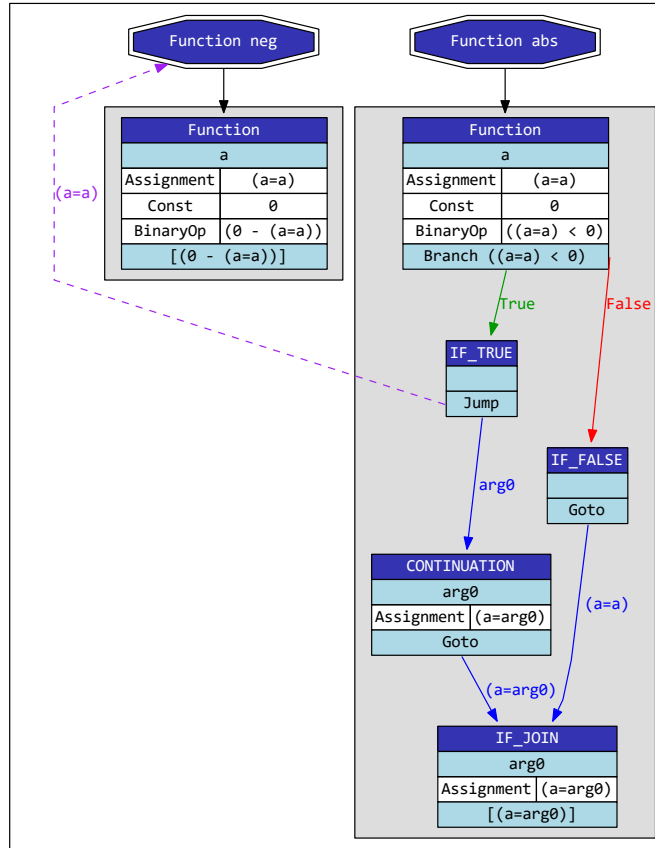 Function neg
Function abs
Function
a
Assignment (a=a)
Const 0
BinaryOp (0 - (a=a))
[(0 - (a=a))]
(a=a)
Function
a
Assignment (a=a)
Const 0
BinaryOp ((a=a) < 0)
Branch ((a=a) < 0)
True
False
IF_TRUE
Jump
IF_FALSE
Goto
arg0
CONTINUATION
arg0
Assignment (a=arg0)
Goto
(a=a)
(a=arg0)
IF_JOIN
arg0
Assignment (a=arg0)
[(a=arg0)]